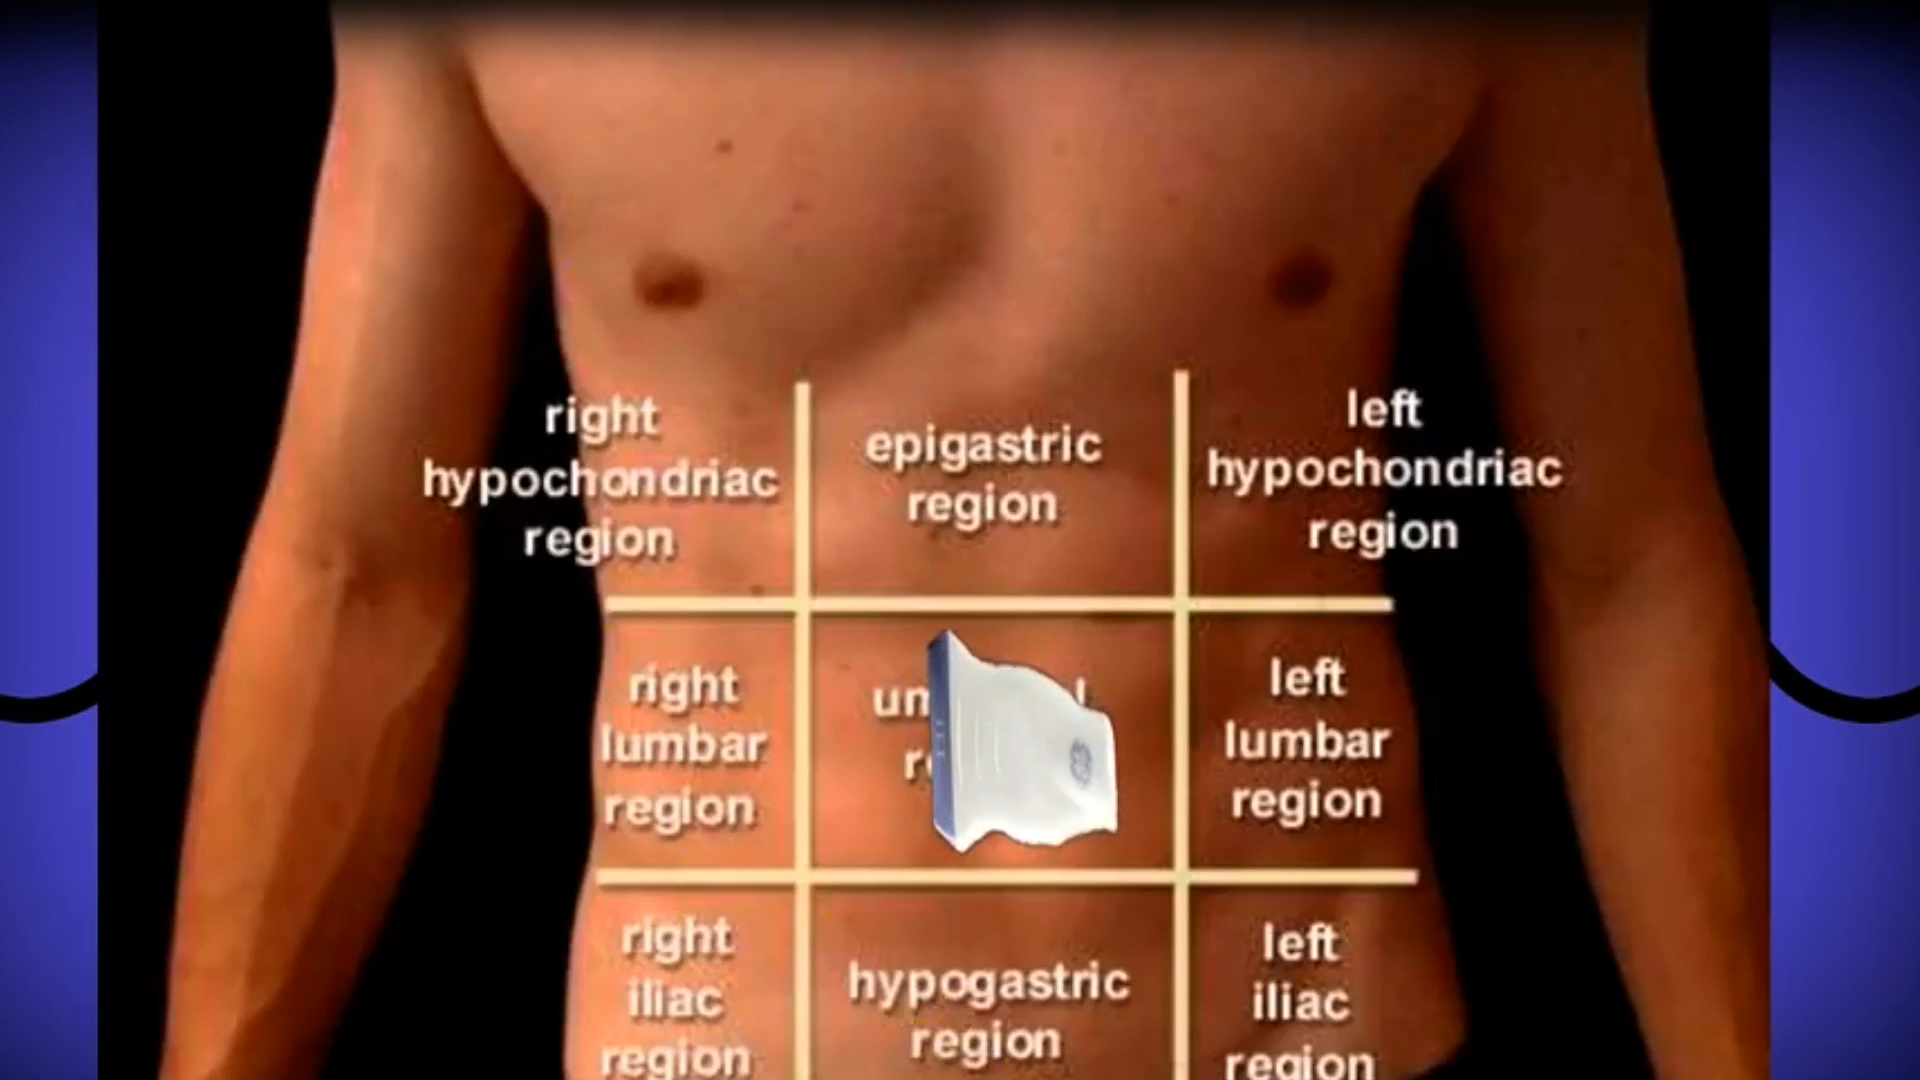 right
hypochondriac
region
epigastric
region
left
hypochondriac
region
right
lumbar
region
left
lumbar
region
right
iliac
region
hypogastric
region
left
iliac
region